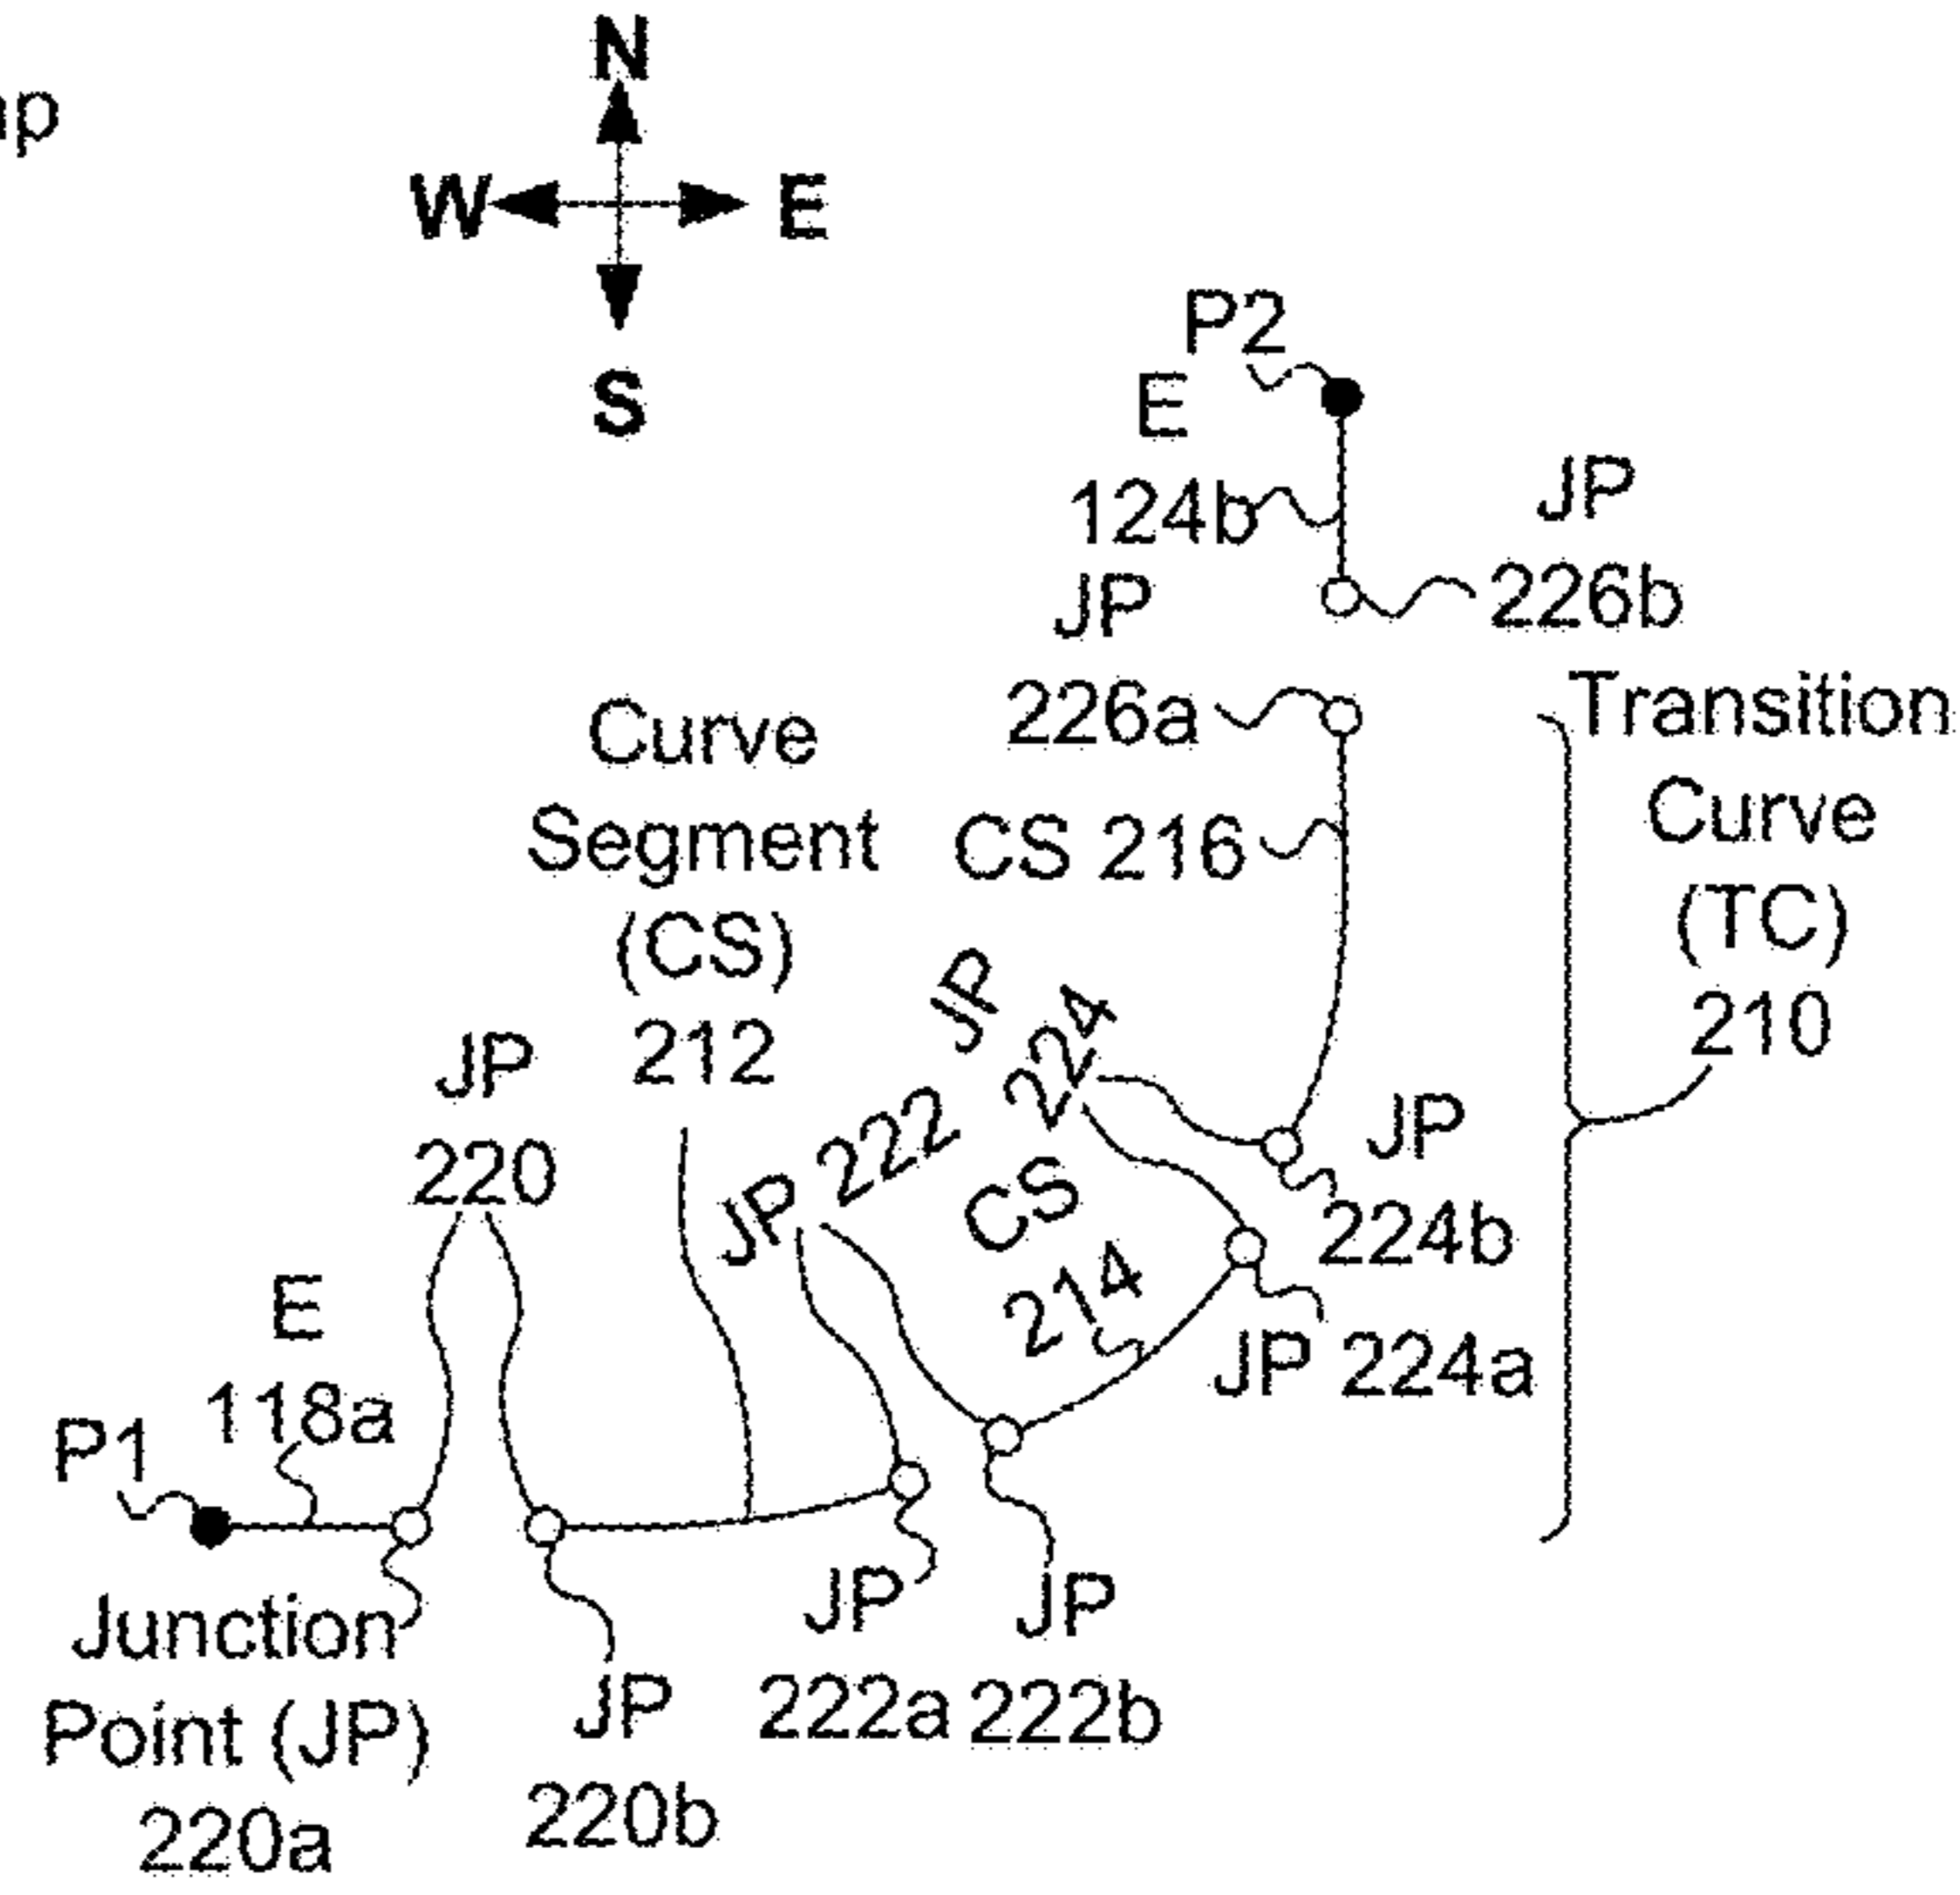 N
W
E
S
P2
E
124b
JP
226b
JP
226a
Transition
Curve
(TC)
210
Curve
Segment
(CS)
212
CS 216
JP
224
JP 222
CS
214
JP
224b
JP 224a
JP
220
E
118a
P1
Junction
Point (JP)
220a
JP
220b
JP
222a
JP
222b